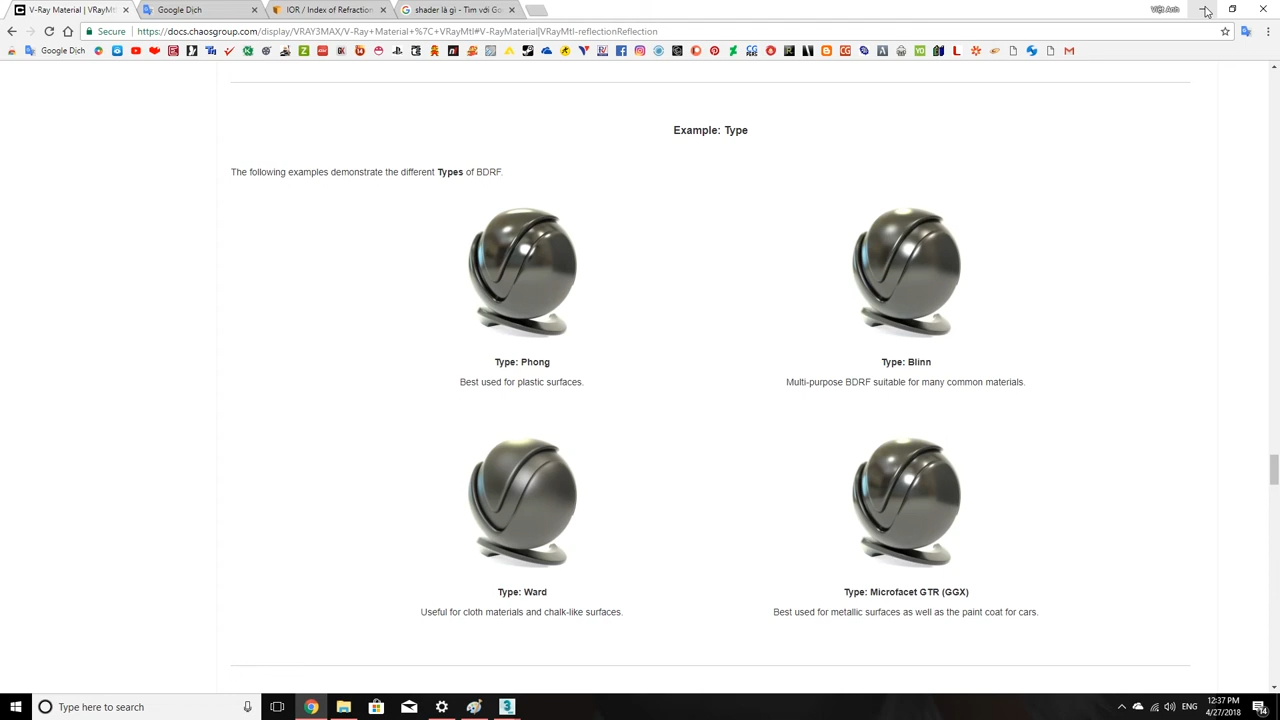 V-Ray Material | VRayMtl
Google Dịch
IOR / Index of Refraction
shader là gì - Tìm với Goo
Việt Anh
Secure
https://docs.chaosgroup.com/display/VRAY3MAX/V-Ray+Material+%7C+VRayMtl#V-RayMaterial|VRayMtl-reflectionReflection
Google Dịch
Example: Type
The following examples demonstrate the different Types of BDRF.
Type: Phong
Best used for plastic surfaces.
Type: Blinn
Multi-purpose BDRF suitable for many common materials.
Type: Ward
Useful for cloth materials and chalk-like surfaces.
Type: Microfacet GTR (GGX)
Best used for metallic surfaces as well as the paint coat for cars.
Type here to search
ENG
12:37 PM
4/27/2018
14